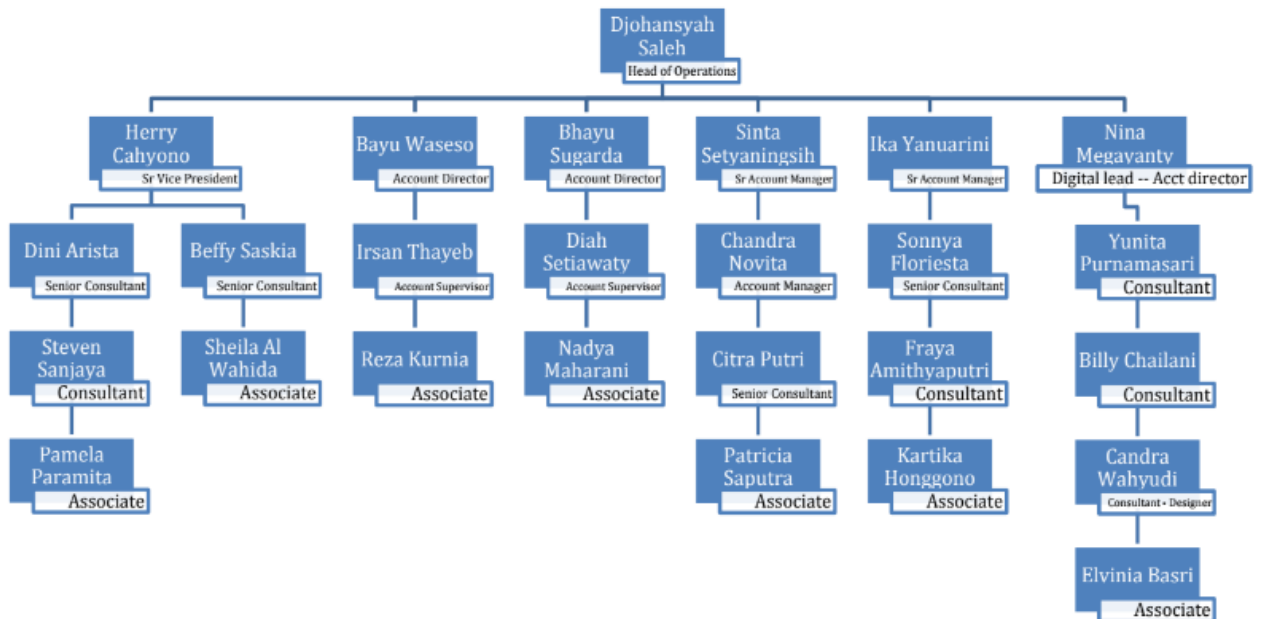 Djohansyah
Saleh
Head of Operations
Herry
Cahyono
Sr Vice President
Bayu Waseso
Account Director
Bhayu
Sugarda
Account Director
Sinta
Setyaningsih
Sr Account Manager
Ika Yanuarini
Sr Account Manager
Nina
Megayanty
Digital lead -- Acct director
Dini Arista
Senior Consultant
Beffy Saskia
Senior Consultant
Irsan Thayeb
Account Supervisor
Diah
Setiawaty
Account Supervisor
Chandra
Novita
Account Manager
Sonnya
Floriesta
Senior Consultant
Yunita
Purnamasari
Consultant
Steven
Sanjaya
Consultant
Sheila Al
Wahida
Associate
Reza Kurnia
Associate
Nadya
Maharani
Associate
Citra Putri
Senior Consultant
Fraya
Amithyaputri
Consultant
Billy Chailani
Consultant
Pamela
Paramita
Associate
Patricia
Saputra
Associate
Kartika
Honggono
Associate
Candra
Wahyudi
Consultant - Designer
Elvinia Basri
Associate